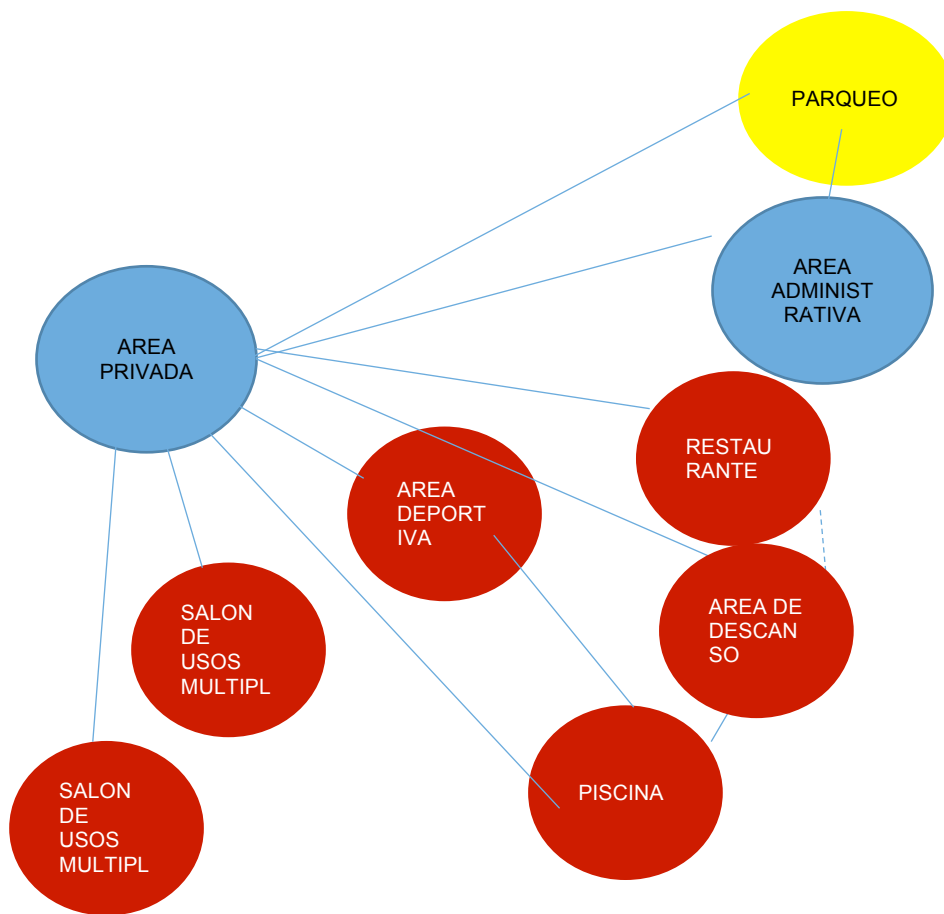 PARQUEO
AREA
ADMINIST
RATIVA
AREA
PRIVADA
RESTAU
RANTE
AREA
DEPORT
IVA
AREA DE
DESCAN
SO
SALON
DE
USOS
MULTIPL
PISCINA
SALON
DE
USOS
MULTIPL